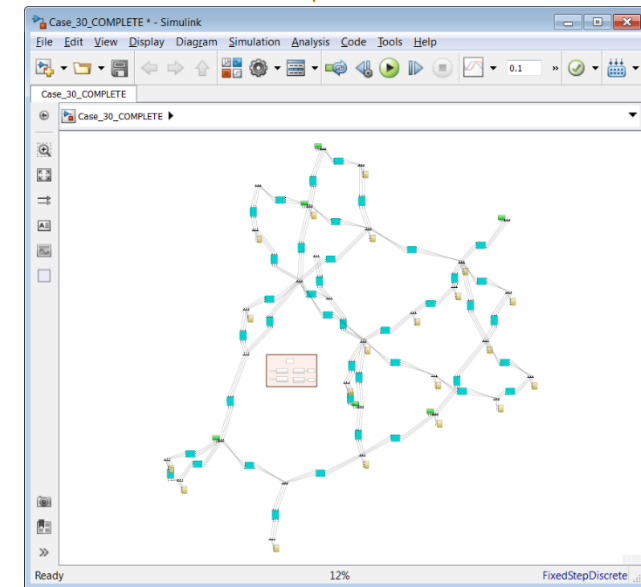 Case_30_COMPLETE * - Simulink
File Edit View Display Diagram Simulation Analysis Code Tools Help
0.1 »
Case_30_COMPLETE
Case_30_COMPLETE
Ready 12% FixedStepDiscrete